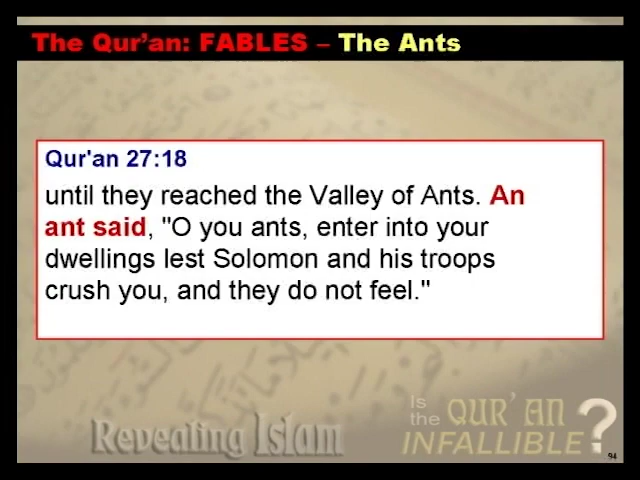 The Qur'an: FABLES – The Ants
Qur'an 27:18
until they reached the Valley of Ants. An
ant said, "O you ants, enter into your
dwellings lest Solomon and his troops
crush you, and they do not feel."
Revealing Islam
Is
the QUR'AN
INFALLIBLE?
94